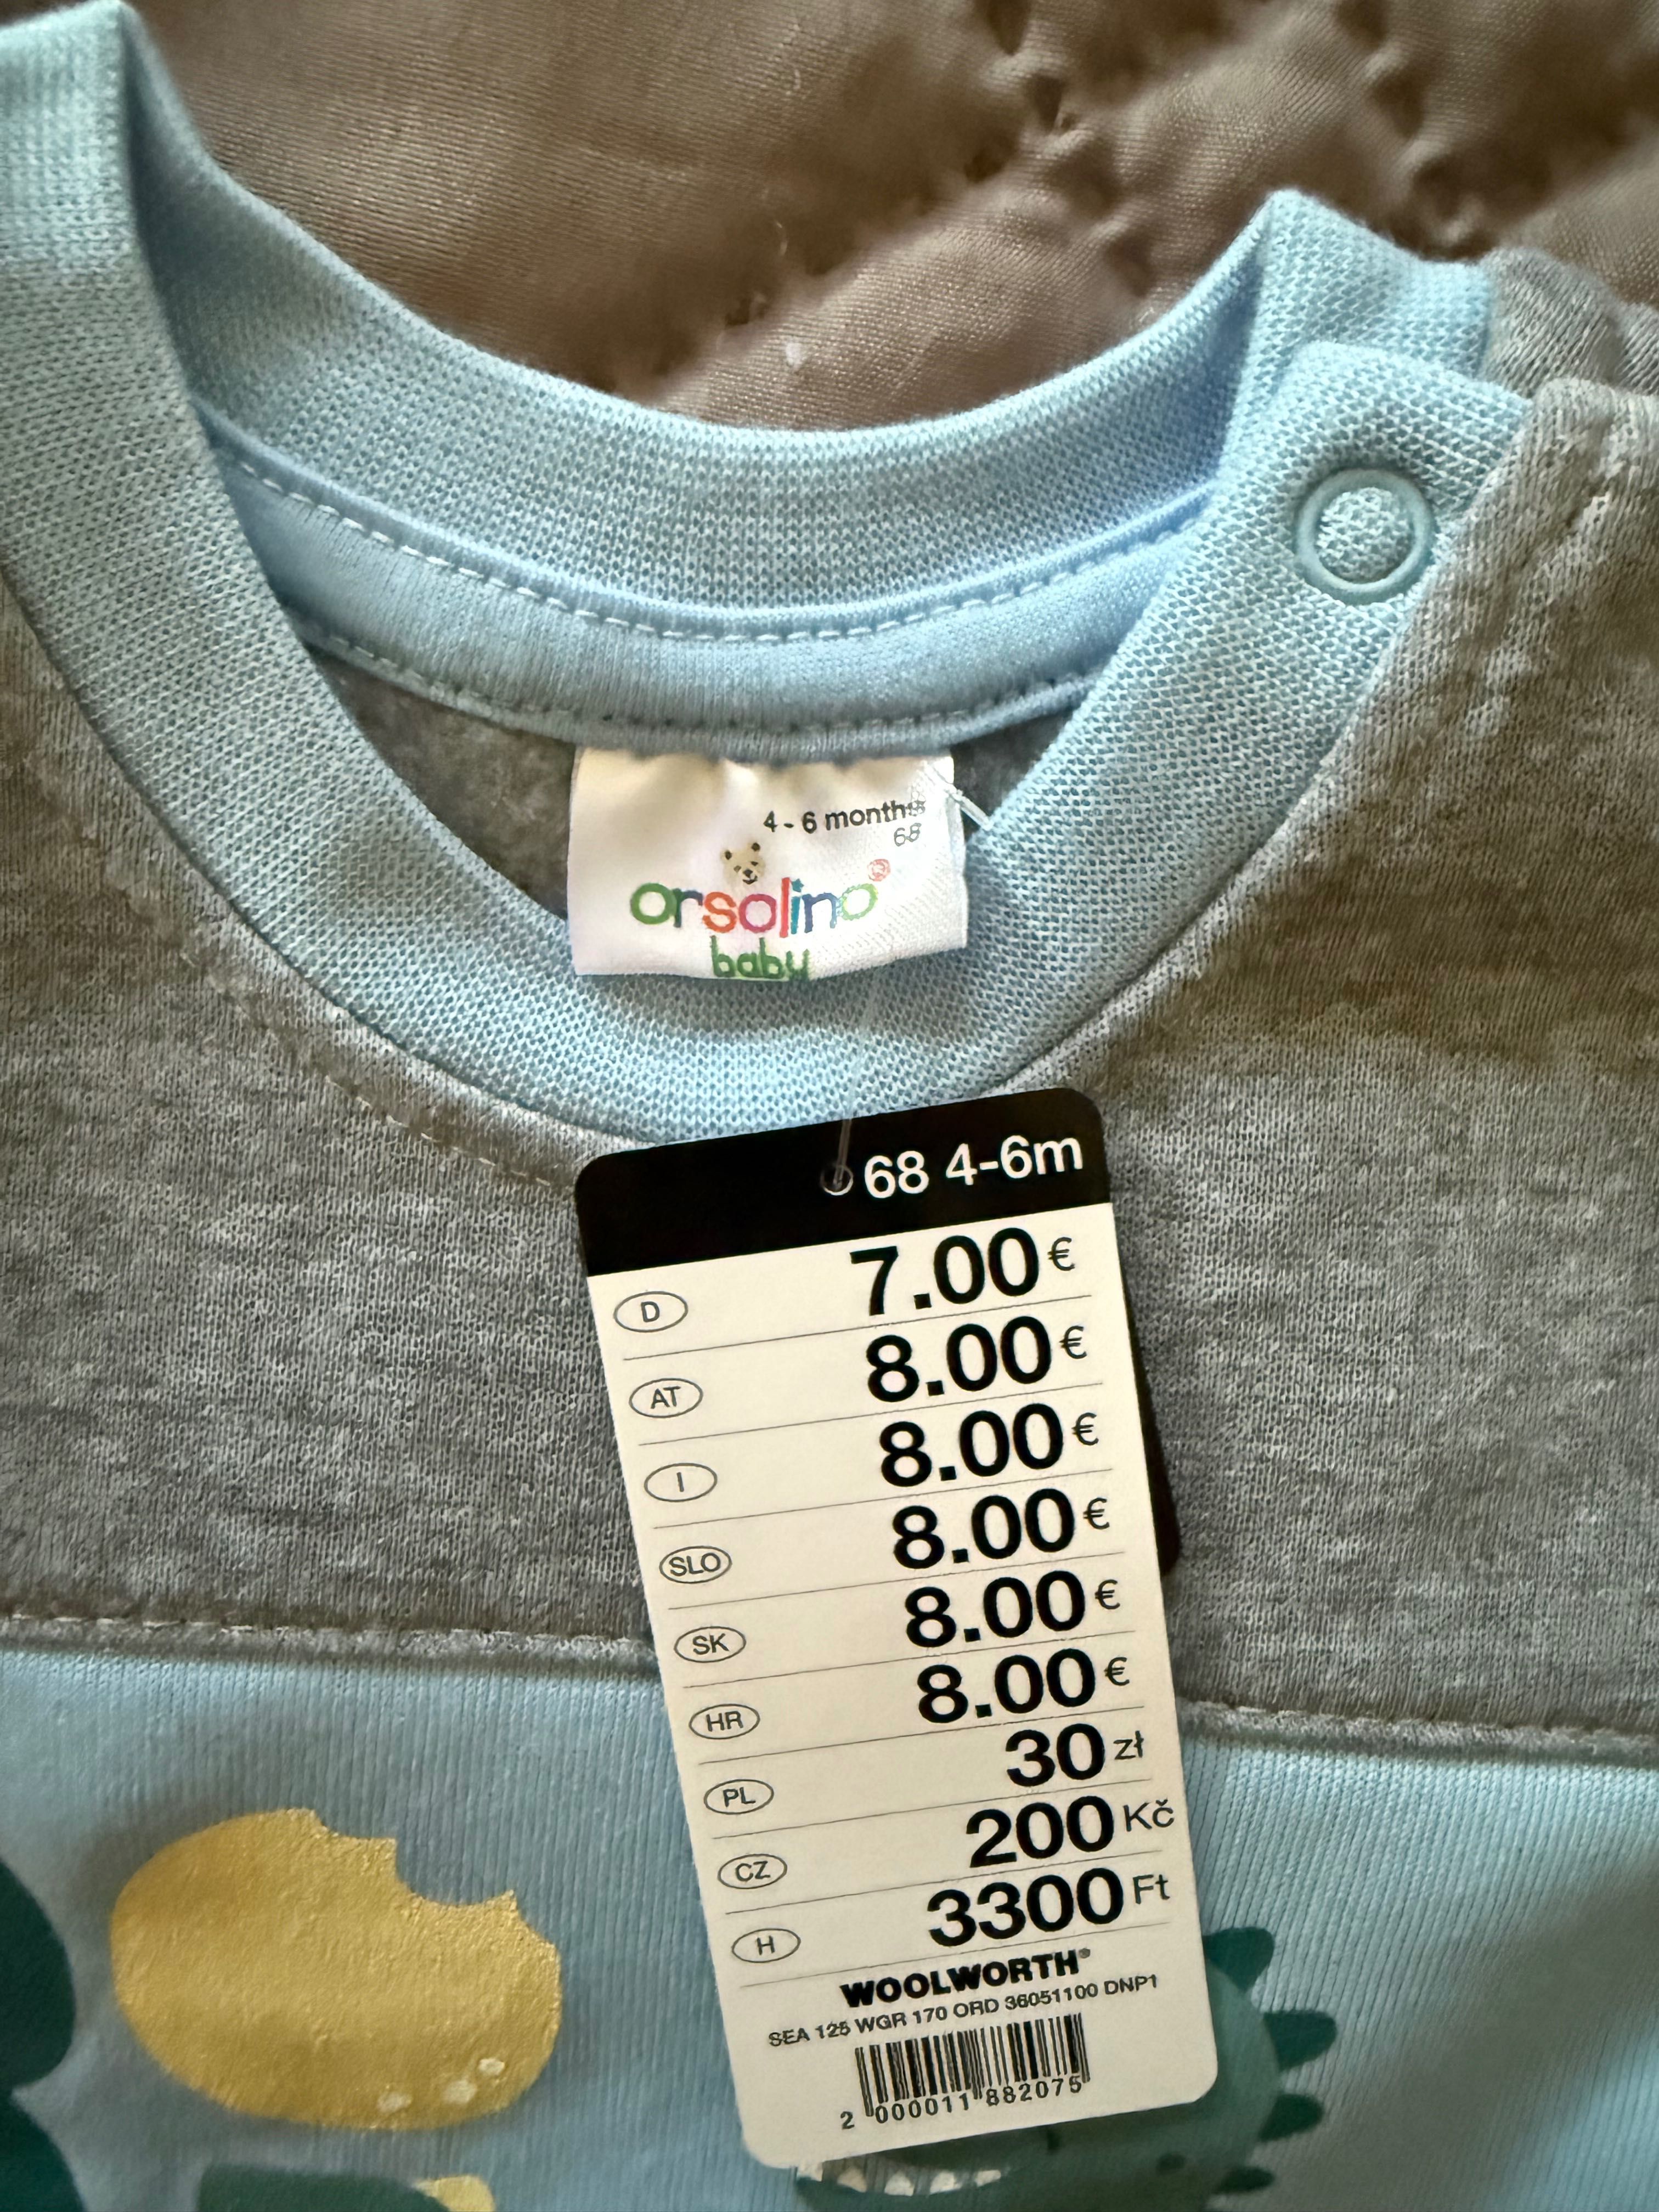 4 - 6 months
68
orsolino®
baby
68 4-6m
D 7.00 €
AT 8.00 €
I 8.00 €
SLO 8.00 €
SK 8.00 €
HR 8.00 €
PL 30 zł
CZ 200 Kč
H 3300 Ft
WOOLWORTH®
SEA 125 WGR 170 ORD 36051100 DNP1
2 000011 882075